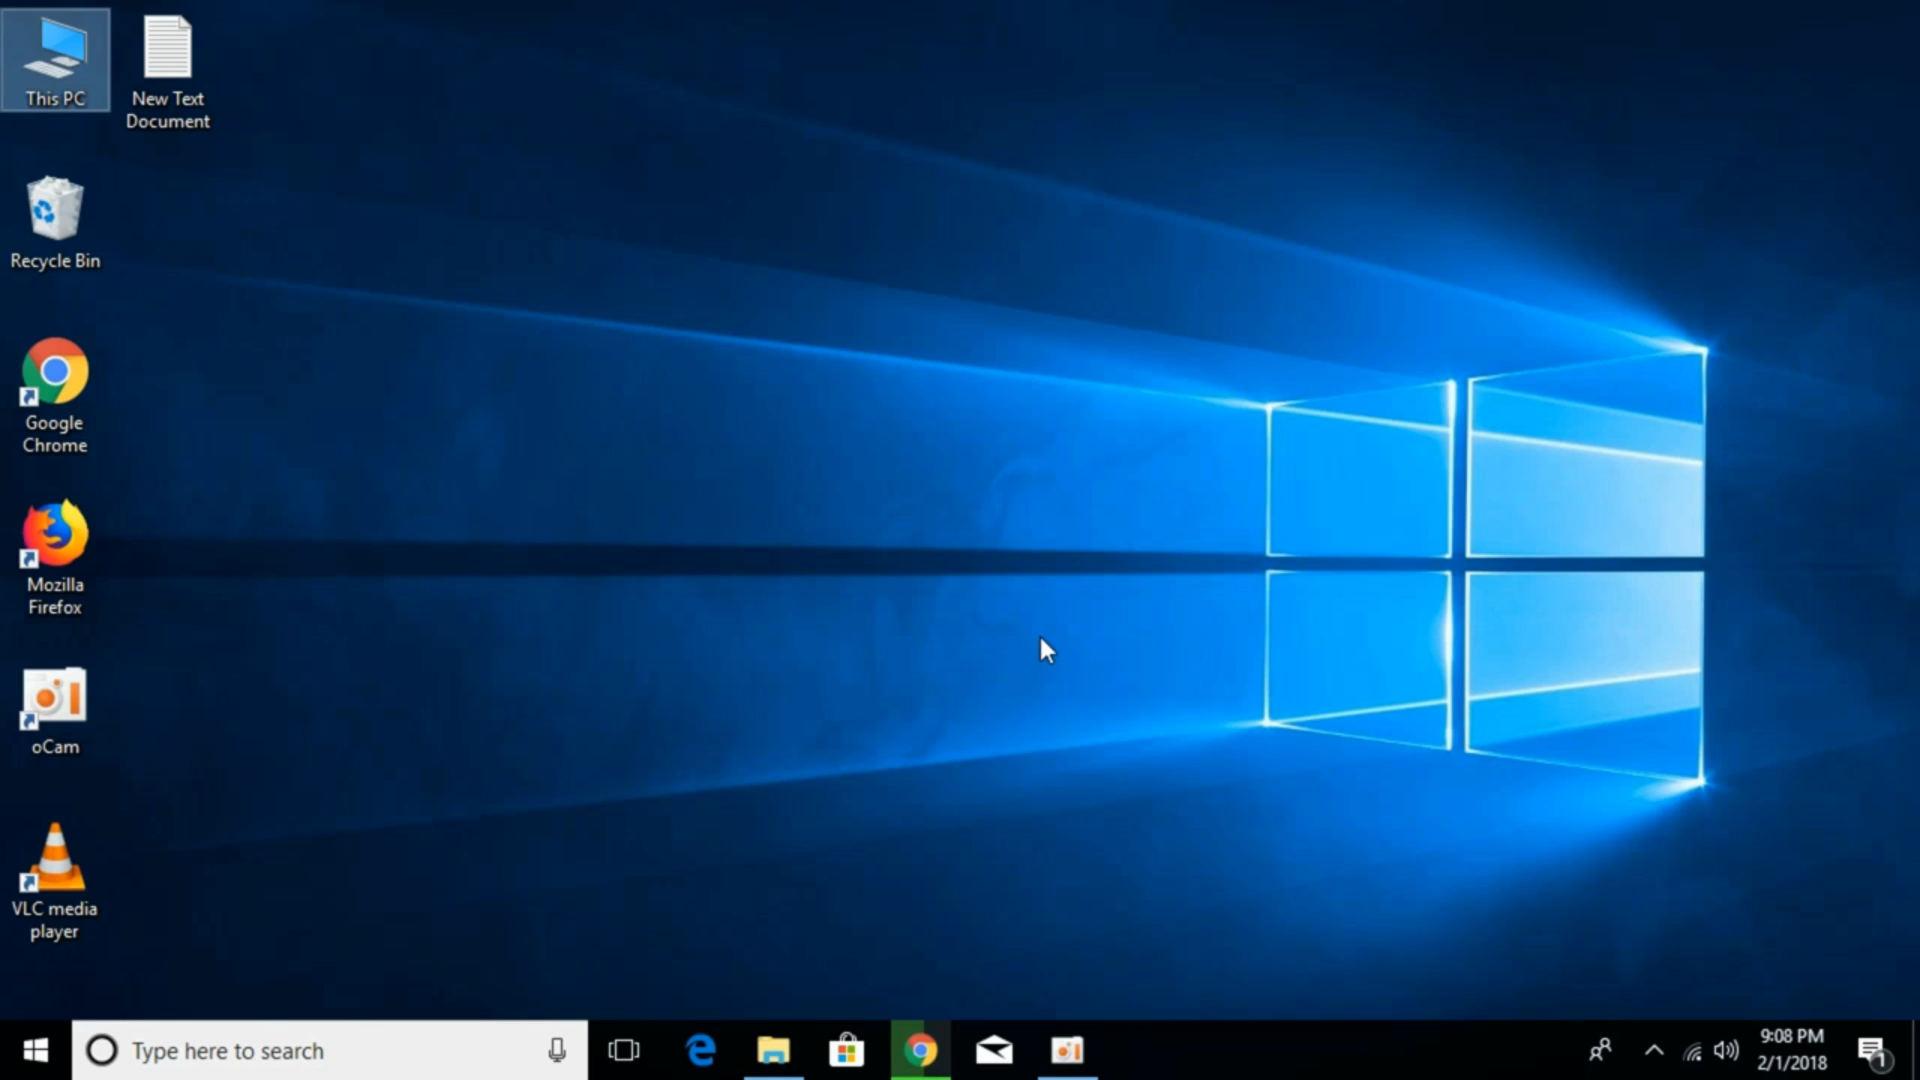 This PC
New Text
Document
Recycle Bin
Google
Chrome
Mozilla
Firefox
oCam
VLC media
player
Type here to search
9:08 PM
2/1/2018
1